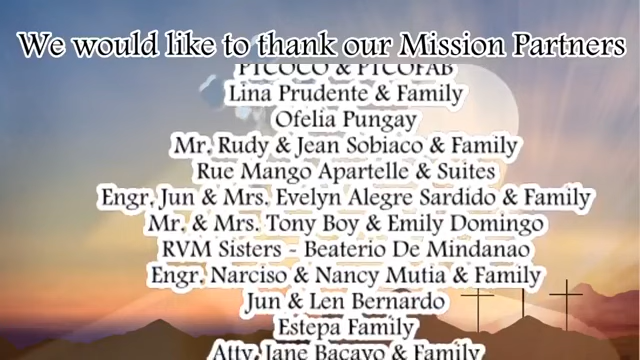 We would like to thank our Mission Partners
PTCOCO & PTCOFAB
Lina Prudente & Family
Ofelia Pungay
Mr. Rudy & Jean Sobiaco & Family
Rue Mango Apartelle & Suites
Engr. Jun & Mrs. Evelyn Alegre Sardido & Family
Mr. & Mrs. Tony Boy & Emily Domingo
RVM Sisters - Beaterio De Mindanao
Engr. Narciso & Nancy Mutia & Family
Jun & Len Bernardo
Estepa Family
Atty. Jane Bacayo & Family